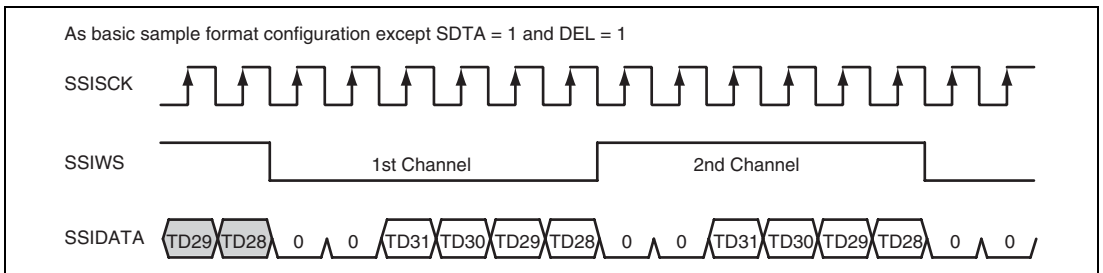 As basic sample format configuration except SDTA = 1 and DEL = 1
SSISCK
SSIWS 1st Channel 2nd Channel
SSIDATA TD29 TD28 0 0 TD31 TD30 TD29 TD28 0 0 TD31 TD30 TD29 TD28 0 0